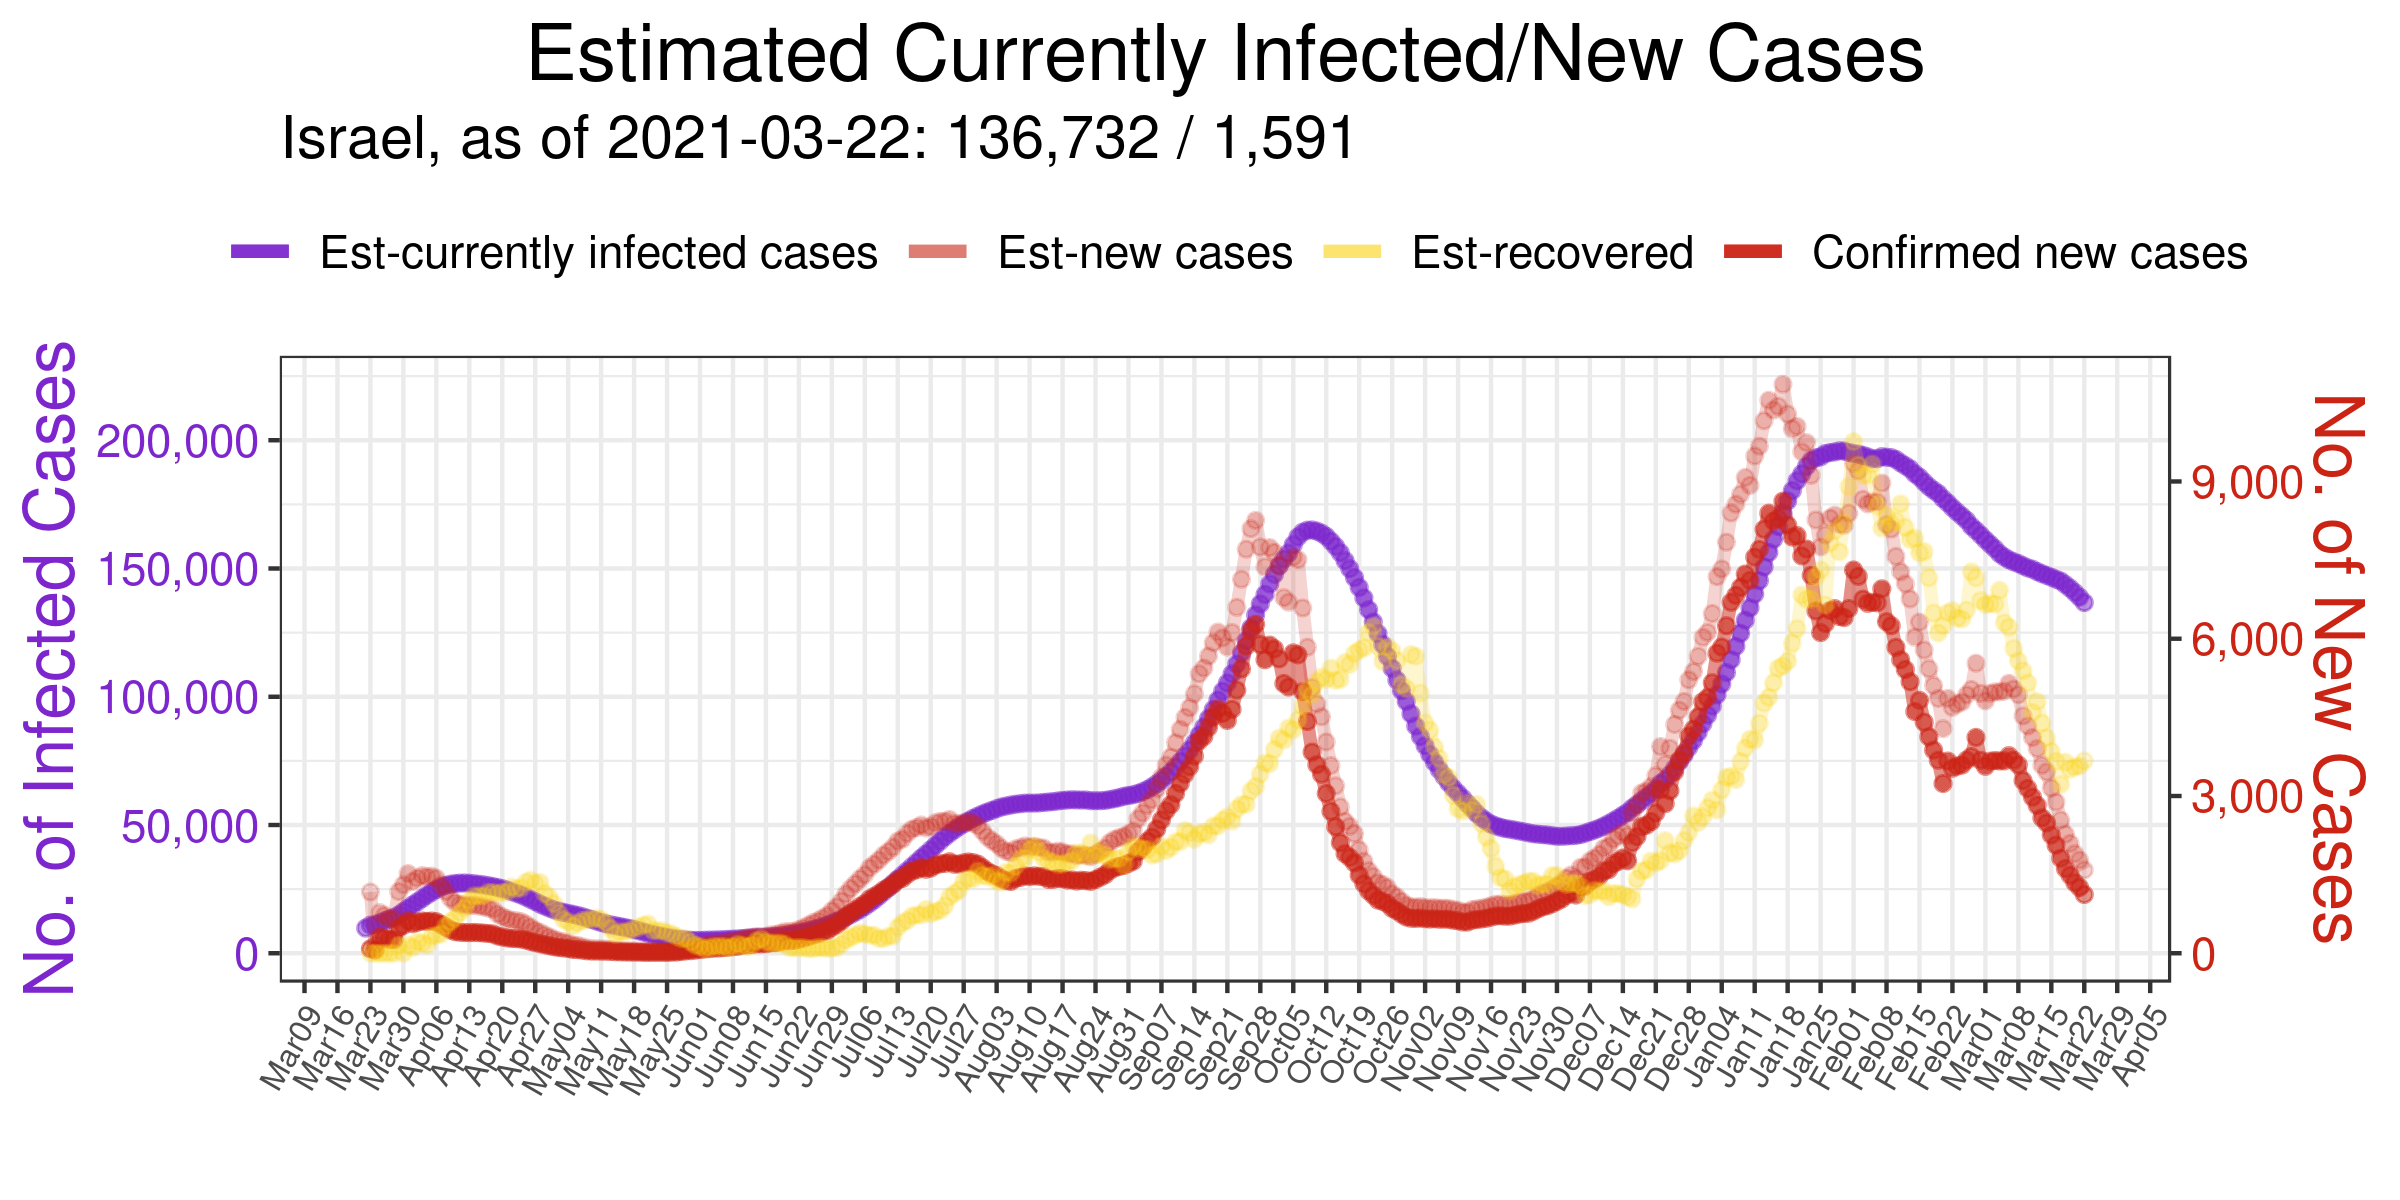 Estimated Currently Infected/New Cases
Israel, as of 2021-03-22: 136,732 / 1,591
Est-currently infected cases Est-new cases Est-recovered Confirmed new cases
No. of Infected Cases
200,000
150,000
100,000
50,000
0
9,000
6,000
3,000
0
No. of New Cases
Mar09 Mar16 Mar23 Mar30 Apr06 Apr13 Apr20 Apr27 May04 May11 May18 May25 Jun01 Jun08 Jun15 Jun22 Jun29 Jul06 Jul13 Jul20 Jul27 Aug03 Aug10 Aug17 Aug24 Aug31 Sep07 Sep14 Sep21 Sep28 Oct05 Oct12 Oct19 Oct26 Nov02 Nov09 Nov16 Nov23 Nov30 Dec07 Dec14 Dec21 Dec28 Jan04 Jan11 Jan18 Jan25 Feb01 Feb08 Feb15 Feb22 Mar01 Mar08 Mar15 Mar22 Mar29 Apr05